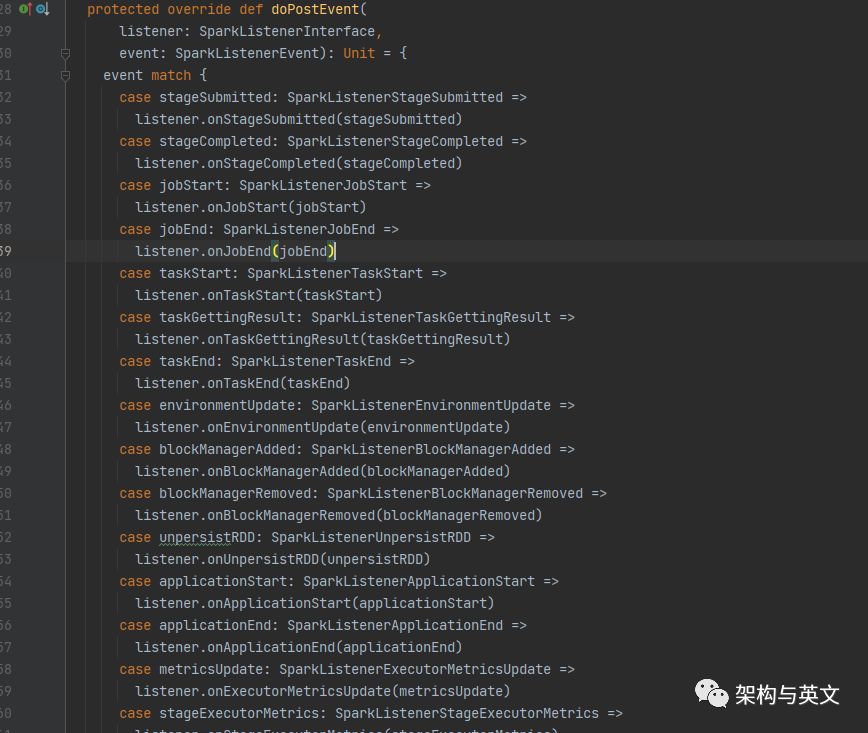 28 protected override def doPostEvent(
29 listener: SparkListenerInterface,
30 event: SparkListenerEvent): Unit = {
31 event match {
32 case stageSubmitted: SparkListenerStageSubmitted =>
33 listener.onStageSubmitted(stageSubmitted)
34 case stageCompleted: SparkListenerStageCompleted =>
35 listener.onStageCompleted(stageCompleted)
36 case jobStart: SparkListenerJobStart =>
37 listener.onJobStart(jobStart)
38 case jobEnd: SparkListenerJobEnd =>
39 listener.onJobEnd(jobEnd)
40 case taskStart: SparkListenerTaskStart =>
41 listener.onTaskStart(taskStart)
42 case taskGettingResult: SparkListenerTaskGettingResult =>
43 listener.onTaskGettingResult(taskGettingResult)
44 case taskEnd: SparkListenerTaskEnd =>
45 listener.onTaskEnd(taskEnd)
46 case environmentUpdate: SparkListenerEnvironmentUpdate =>
47 listener.onEnvironmentUpdate(environmentUpdate)
48 case blockManagerAdded: SparkListenerBlockManagerAdded =>
49 listener.onBlockManagerAdded(blockManagerAdded)
50 case blockManagerRemoved: SparkListenerBlockManagerRemoved =>
51 listener.onBlockManagerRemoved(blockManagerRemoved)
52 case unpersistRDD: SparkListenerUnpersistRDD =>
53 listener.onUnpersistRDD(unpersistRDD)
54 case applicationStart: SparkListenerApplicationStart =>
55 listener.onApplicationStart(applicationStart)
56 case applicationEnd: SparkListenerApplicationEnd =>
57 listener.onApplicationEnd(applicationEnd)
58 case metricsUpdate: SparkListenerExecutorMetricsUpdate =>
59 listener.onExecutorMetricsUpdate(metricsUpdate)
60 case stageExecutorMetrics: SparkListenerStageExecutorMetrics =>
架构与英文